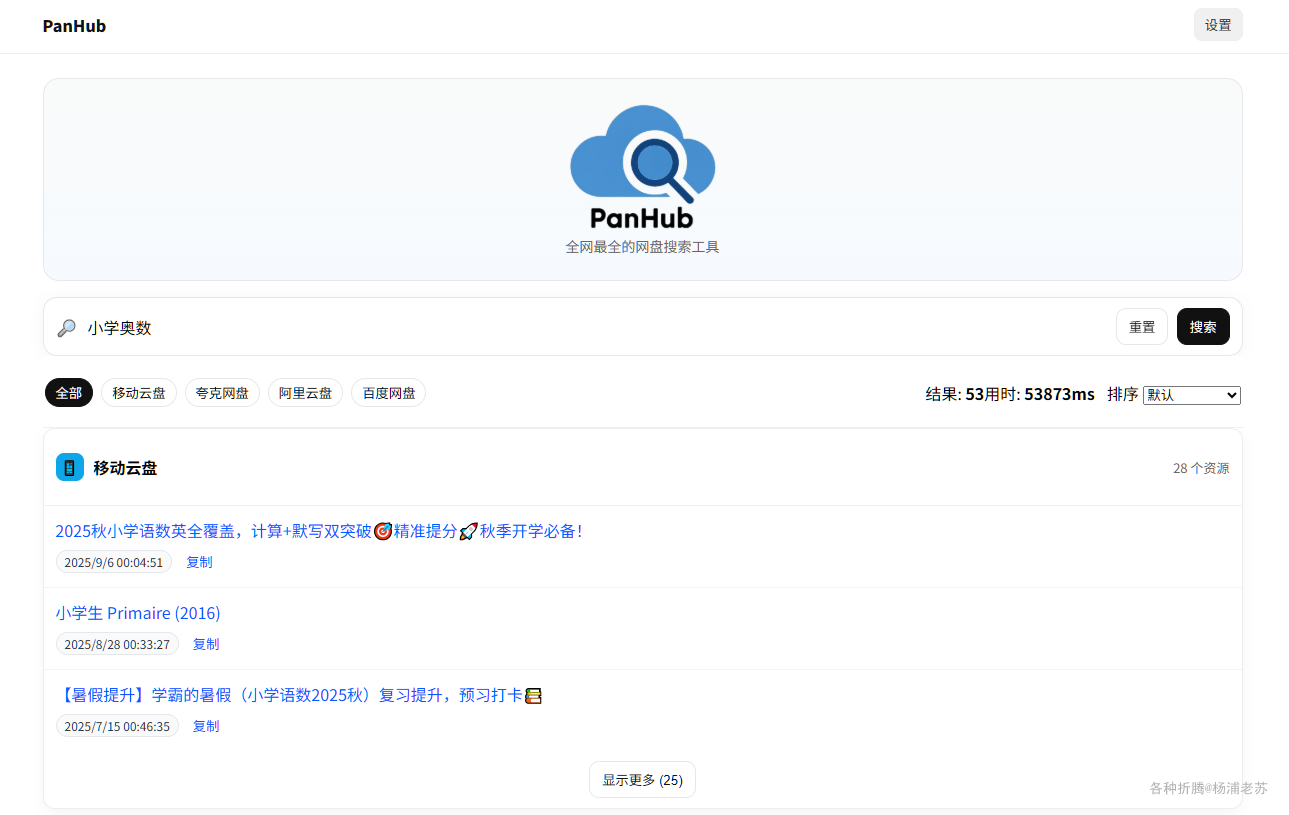 PanHub
设置
PanHub
全网最全的网盘搜索工具
小学奥数
重置
搜索
全部
移动云盘
夸克网盘
阿里云盘
百度网盘
结果: 53用时: 53873ms
排序
默认
移动云盘
28 个资源
2025秋小学语数英全覆盖，计算+默写双突破🎯精准提分🚀秋季开学必备！
2025/9/6 00:04:51
复制
小学生 Primaire (2016)
2025/8/28 00:33:27
复制
【暑假提升】学霸的暑假（小学语数2025秋）复习提升，预习打卡📚
2025/7/15 00:46:35
复制
显示更多 (25)
各种折腾@杨浦老苏